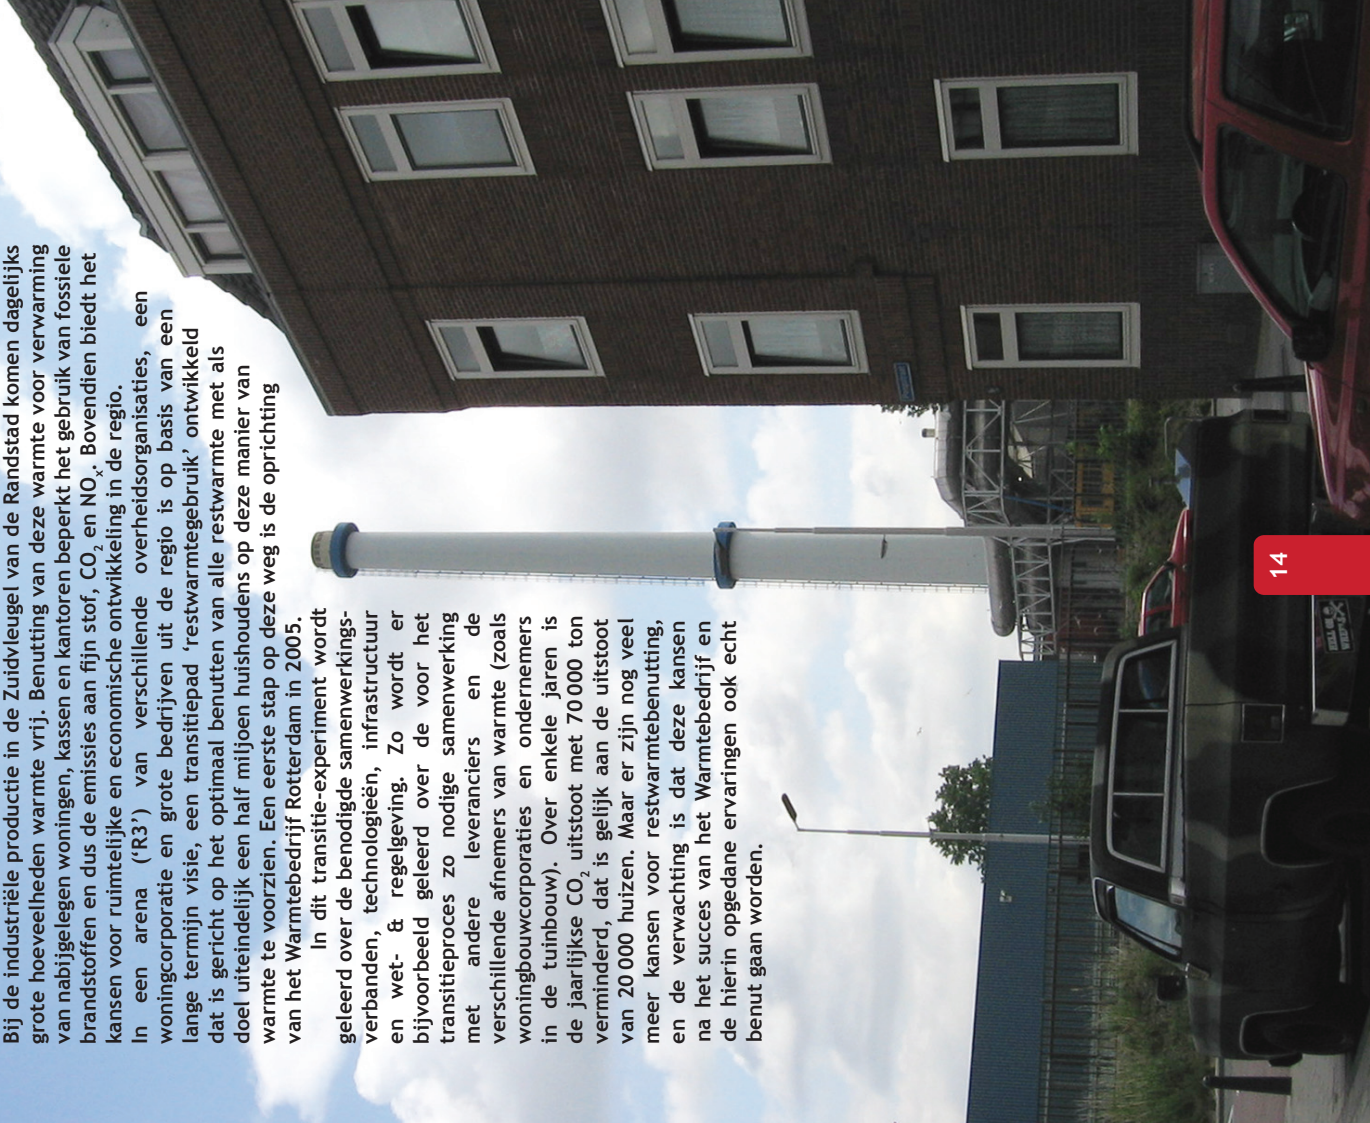 Bij de industriële productie in de Zuidvleugel van de Randstad komen dagelijks
grote hoeveelheden warmte vrij. Benutting van deze warmte voor verwarming
van nabijgelegen woningen, kassen en kantoren beperkt het gebruik van fossiele
brandstoffen en dus de emissies aan fijn stof, CO2 en NOx. Bovendien biedt het
kansen voor ruimtelijke en economische ontwikkeling in de regio.
In een arena (‘R3’) van verschillende overheidsorganisaties, een
woningcorporatie en grote bedrijven uit de regio is op basis van een
lange termijn visie, een transitiepad ‘restwarmtegebruik’ ontwikkeld
dat is gericht op het optimaal benutten van alle restwarmte met als
doel uiteindelijk een half miljoen huishoudens op deze manier van
warmte te voorzien. Een eerste stap op deze weg is de oprichting
van het Warmtebedrijf Rotterdam in 2005.
In dit transitie-experiment wordt
geleerd over de benodigde samenwerkings-
verbanden, technologieën, infrastructuur
en wet- & regelgeving. Zo wordt er
bijvoorbeeld geleerd over de voor het
transitieproces zo nodige samenwerking
met andere leveranciers en de
verschillende afnemers van warmte (zoals
woningbouwcorporaties en ondernemers
in de tuinbouw). Over enkele jaren is
de jaarlijkse CO2 uitstoot met 70 000 ton
verminderd, dat is gelijk aan de uitstoot
van 20 000 huizen. Maar er zijn nog veel
meer kansen voor restwarmtebenutting,
en de verwachting is dat deze kansen
na het succes van het Warmtebedrijf en
de hierin opgedane ervaringen ook echt
benut gaan worden.
14